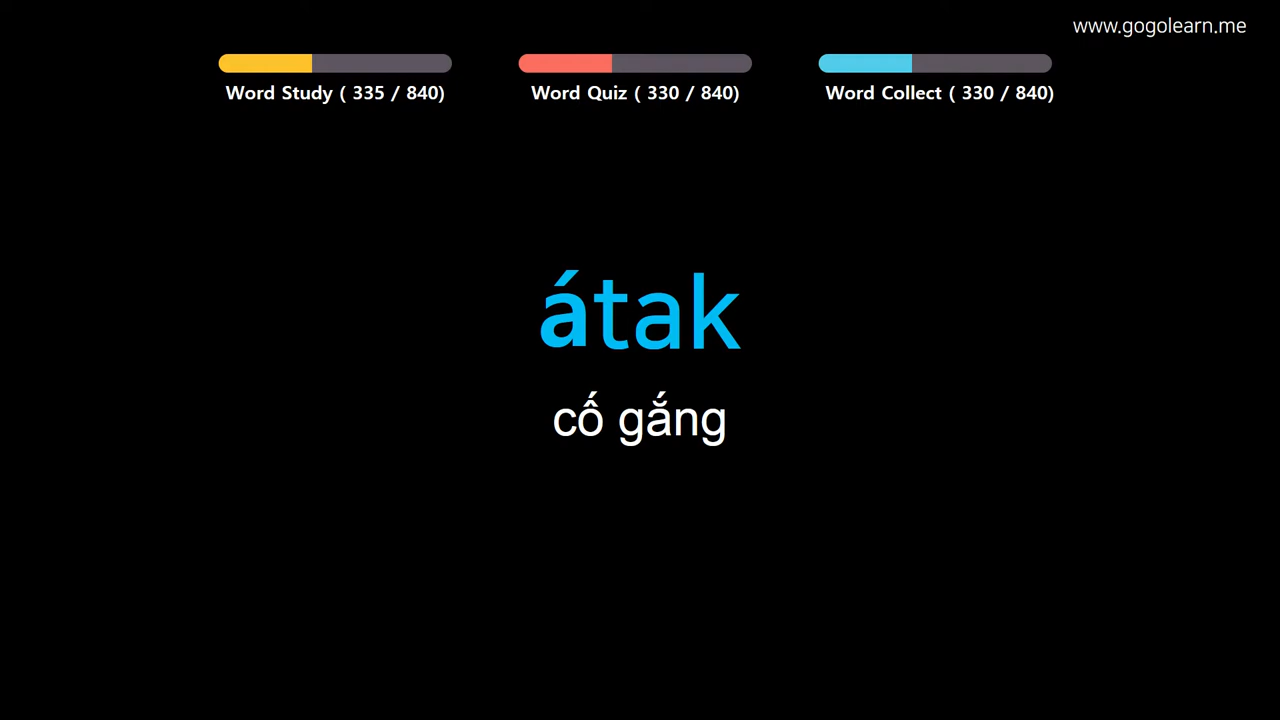 www.gogolearn.me
Word Study ( 335 / 840)
Word Quiz ( 330 / 840)
Word Collect ( 330 / 840)
átak
cố gắng